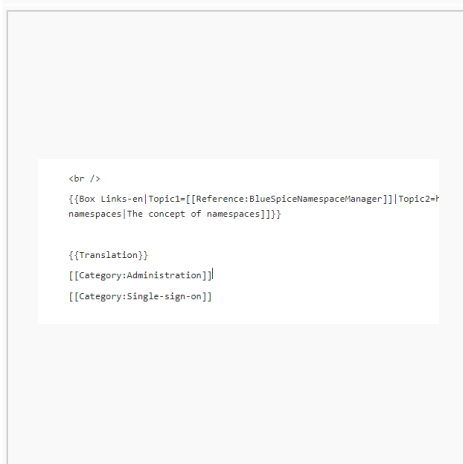 <br />
{{Box Links-en|Topic1=[[Reference:BlueSpiceNamespaceManager]]|Topic2=
namespaces|The concept of namespaces]]}}
{{Translation}}
[[Category:Administration]]
[[Category:Single-sign-on]]